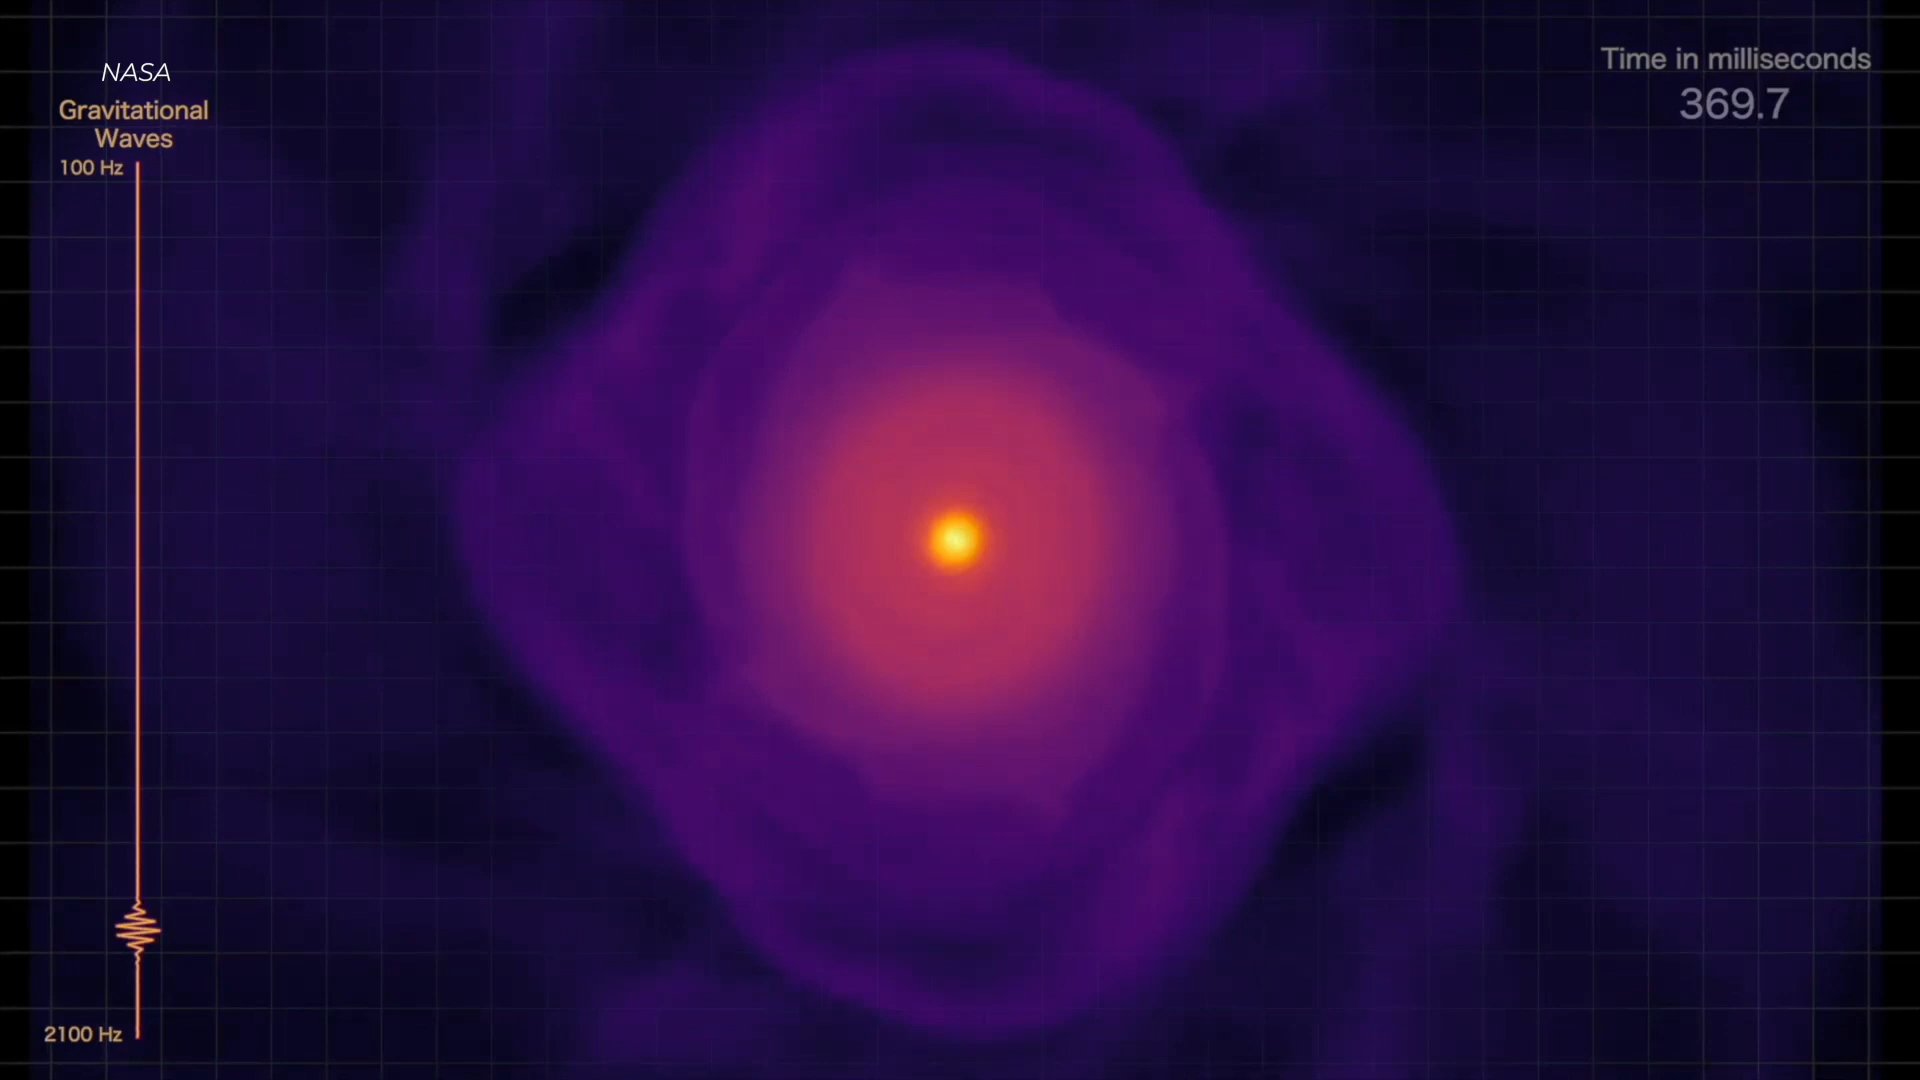 NASA
Gravitational
Waves
100 Hz
2100 Hz
Time in milliseconds
369.7